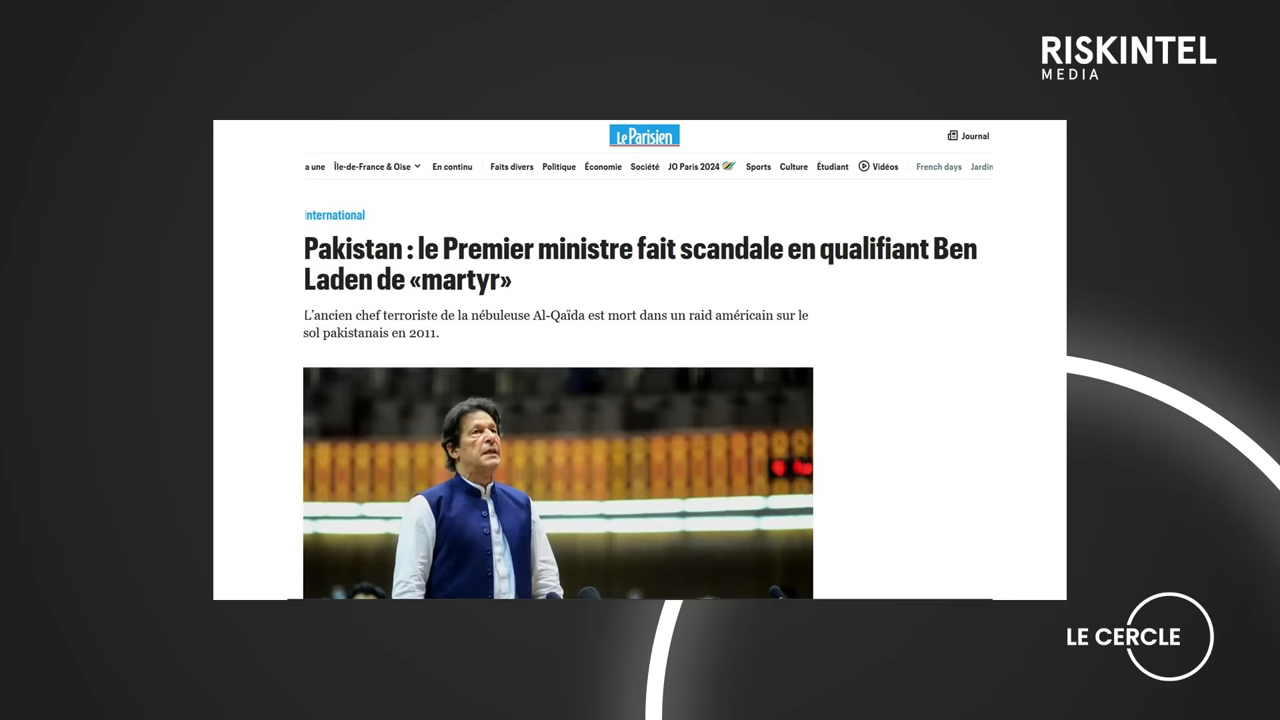 RISKINTEL
MEDIA
Le Parisien
Journal
a une Île-de-France & Oise En continu Faits divers Politique Économie Société JO Paris 2024 Sports Culture Étudiant Vidéos French days Jardin
International
Pakistan : le Premier ministre fait scandale en qualifiant Ben
Laden de «martyr»
L'ancien chef terroriste de la nébuleuse Al-Qaïda est mort dans un raid américain sur le
sol pakistanais en 2011.
LE CERCLE